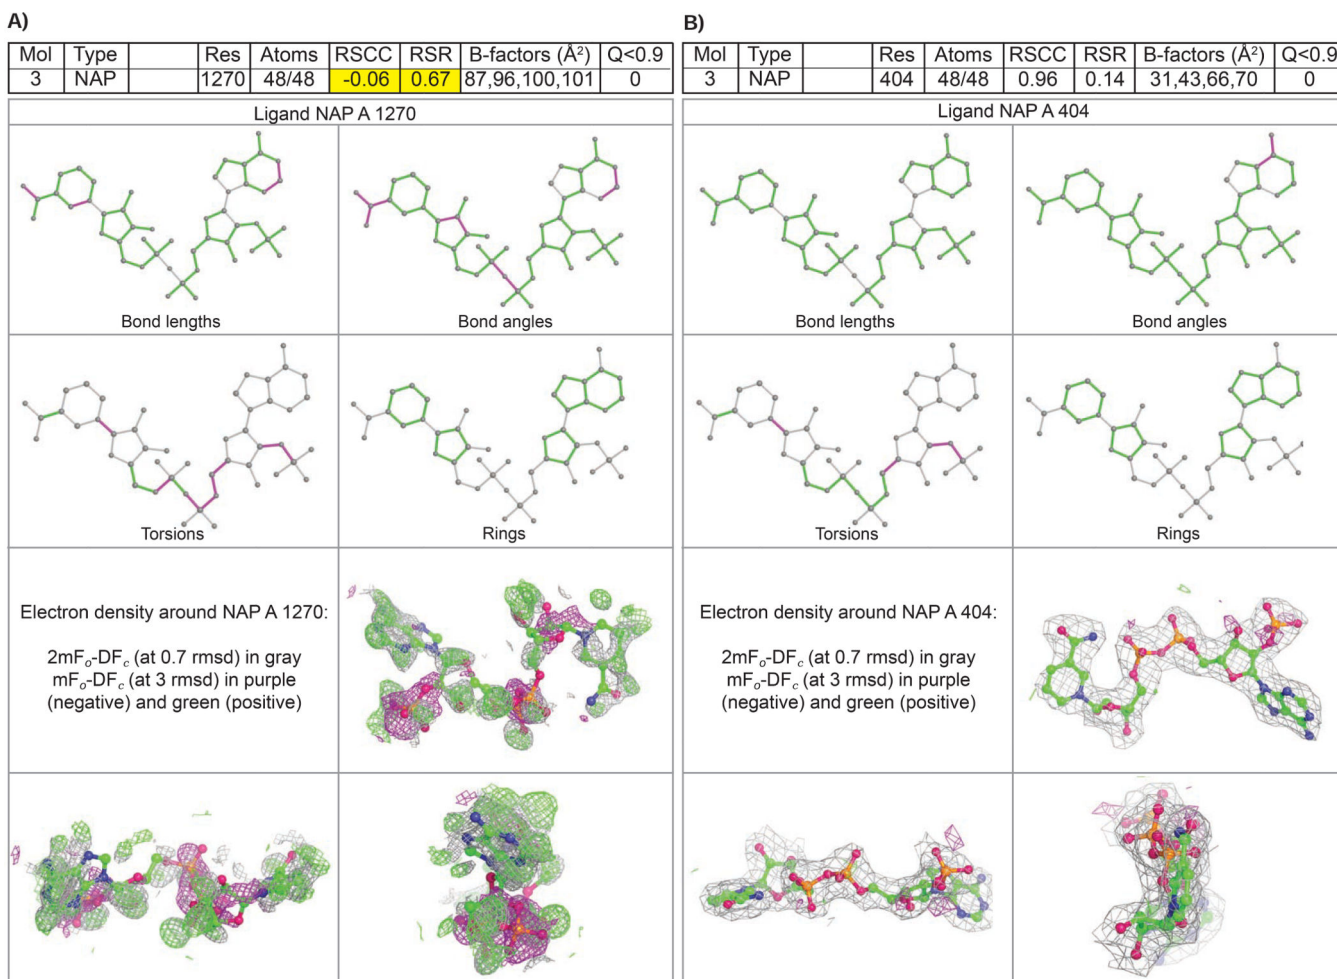 A)
Mol Type Res Atoms RSCC RSR B-factors (Å²) Q<0.9
3 NAP 1270 48/48 -0.06 0.67 87,96,100,101 0
Ligand NAP A 1270
Bond lengths
Bond angles
Torsions
Rings
Electron density around NAP A 1270:
2mFₒ-DF꜀ (at 0.7 rmsd) in gray
mFₒ-DF꜀ (at 3 rmsd) in purple
(negative) and green (positive)
B)
Mol Type Res Atoms RSCC RSR B-factors (Å²) Q<0.9
3 NAP 404 48/48 0.96 0.14 31,43,66,70 0
Ligand NAP A 404
Bond lengths
Bond angles
Torsions
Rings
Electron density around NAP A 404:
2mFₒ-DF꜀ (at 0.7 rmsd) in gray
mFₒ-DF꜀ (at 3 rmsd) in purple
(negative) and green (positive)